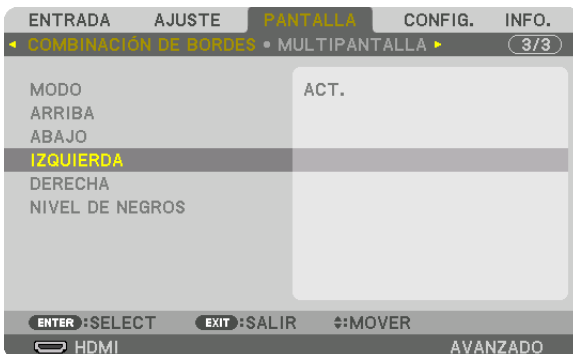 ENTRADA AJUSTE PANTALLA CONFIG. INFO.
COMBINACIÓN DE BORDES • MULTIPANTALLA 3/3
MODO ACT.
ARRIBA
ABAJO
IZQUIERDA
DERECHA
NIVEL DE NEGROS
ENTER :SELECT EXIT :SALIR :MOVER
HDMI AVANZADO